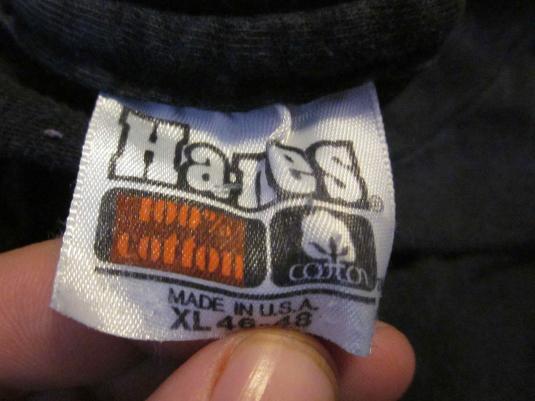 Hanes®
100%
cotton
COTTON
MADE IN U.S.A.
XL 46-48